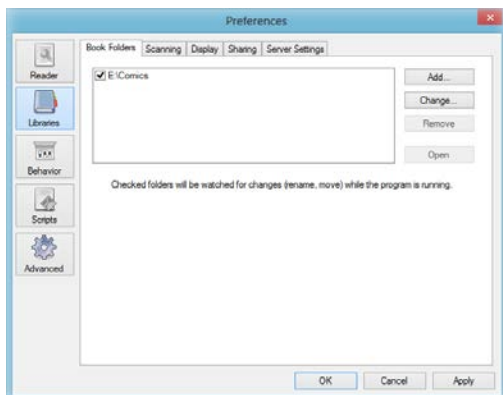 Preferences
Reader
Libraries
Behavior
Scripts
Advanced
Book Folders Scanning Display Sharing Server Settings
E:\Comics
Add...
Change...
Remove
Open
Checked folders will be watched for changes (rename, move) while the program is running.
OK Cancel Apply